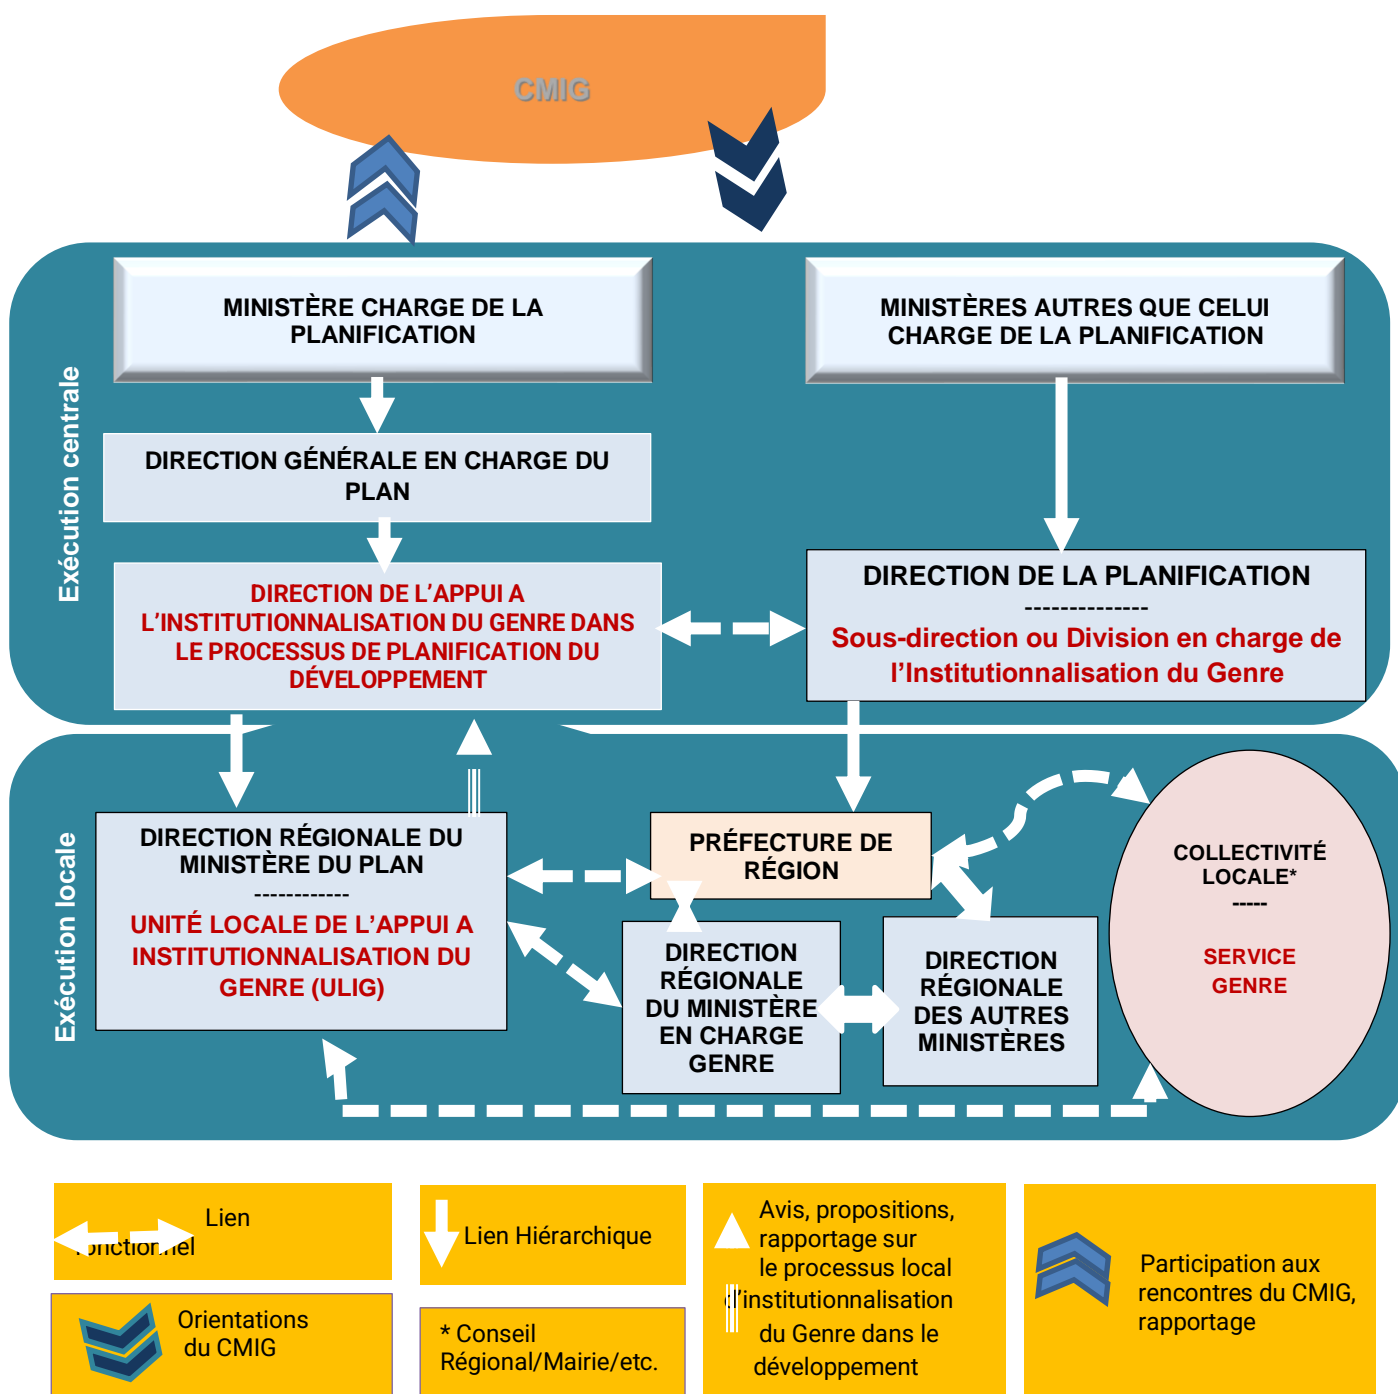 CMIG
Exécution centrale
MINISTÈRE CHARGE DE LA
PLANIFICATION
MINISTÈRES AUTRES QUE CELUI
CHARGE DE LA PLANIFICATION
DIRECTION GÉNÉRALE EN CHARGE DU
PLAN
DIRECTION DE L’APPUI A
L’INSTITUTIONNALISATION DU GENRE DANS
LE PROCESSUS DE PLANIFICATION DU
DÉVELOPPEMENT
DIRECTION DE LA PLANIFICATION
--------------
Sous-direction ou Division en charge de
l’Institutionnalisation du Genre
Exécution locale
DIRECTION RÉGIONALE DU
MINISTÈRE DU PLAN
------------
UNITÉ LOCALE DE L’APPUI A
INSTITUTIONNALISATION DU
GENRE (ULIG)
PRÉFECTURE DE
RÉGION
DIRECTION
RÉGIONALE
DU MINISTÈRE
EN CHARGE
GENRE
DIRECTION
RÉGIONALE
DES AUTRES
MINISTÈRES
COLLECTIVITÉ
LOCALE*
-----
SERVICE
GENRE
Lien
fonctionnel
Lien Hiérarchique
Avis, propositions,
rapportage sur
le processus local
d’institutionnalisation
du Genre dans le
développement
Participation aux
rencontres du CMIG,
rapportage
Orientations
du CMIG
* Conseil
Régional/Mairie/etc.